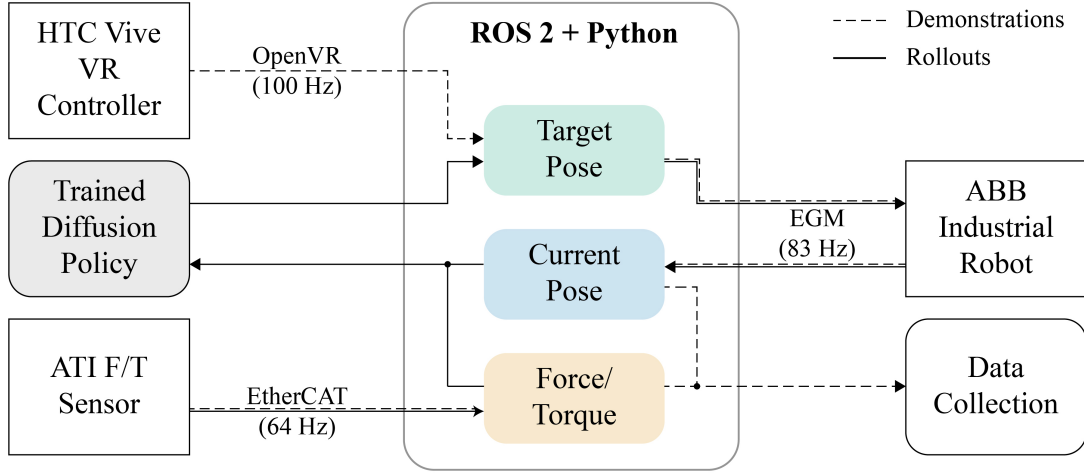 HTC Vive
VR
Controller
OpenVR
(100 Hz)
ROS 2 + Python
Demonstrations
Rollouts
Target
Pose
Trained
Diffusion
Policy
EGM
(83 Hz)
ABB
Industrial
Robot
Current
Pose
ATI F/T
Sensor
EtherCAT
(64 Hz)
Force/
Torque
Data
Collection